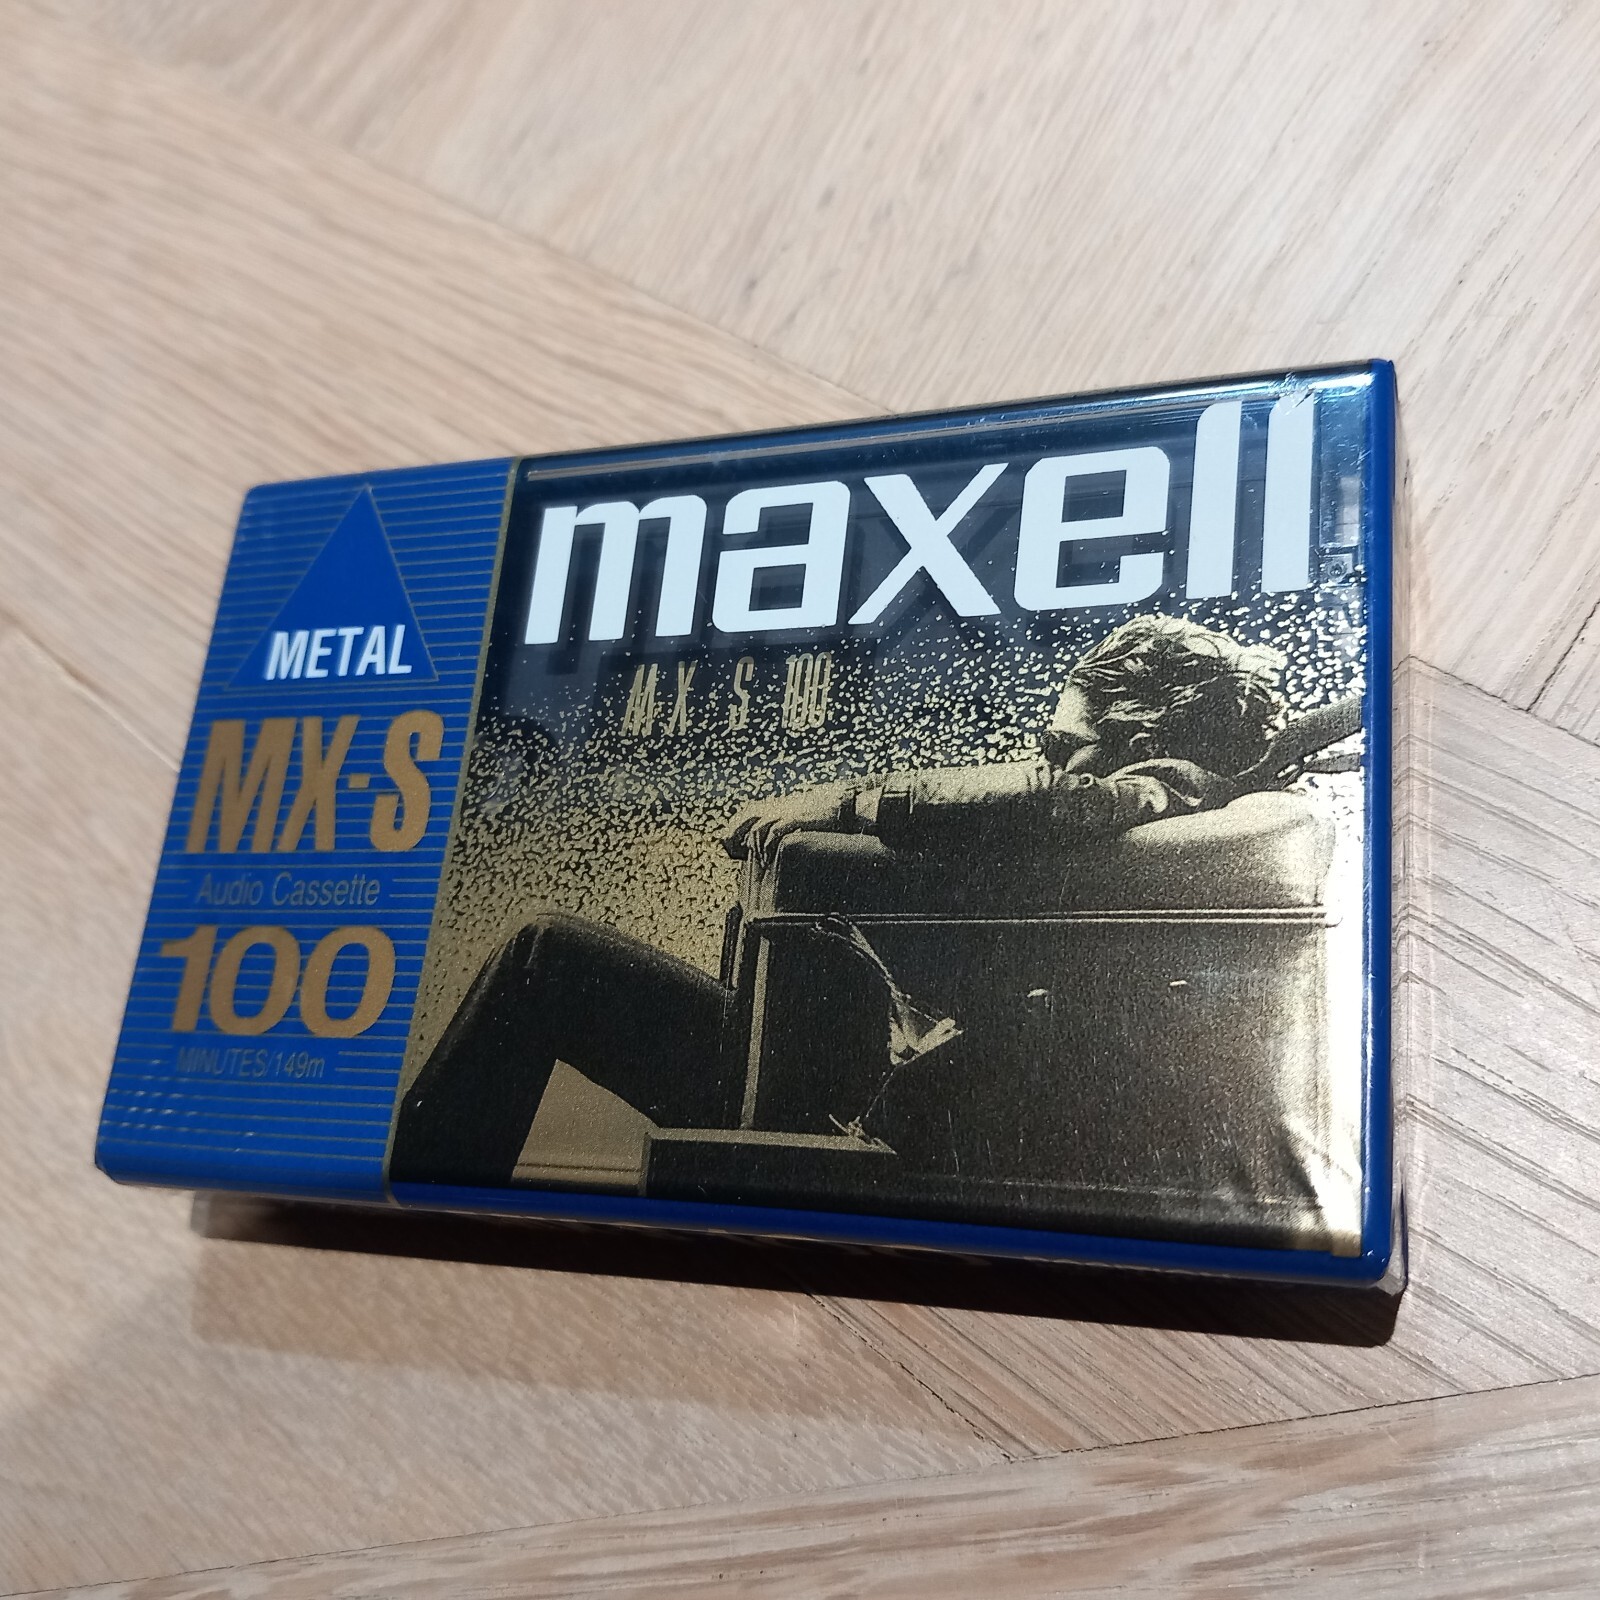 maxell
MX-S 100
METAL
MX-S
Audio Cassette
100
MINUTES/149m